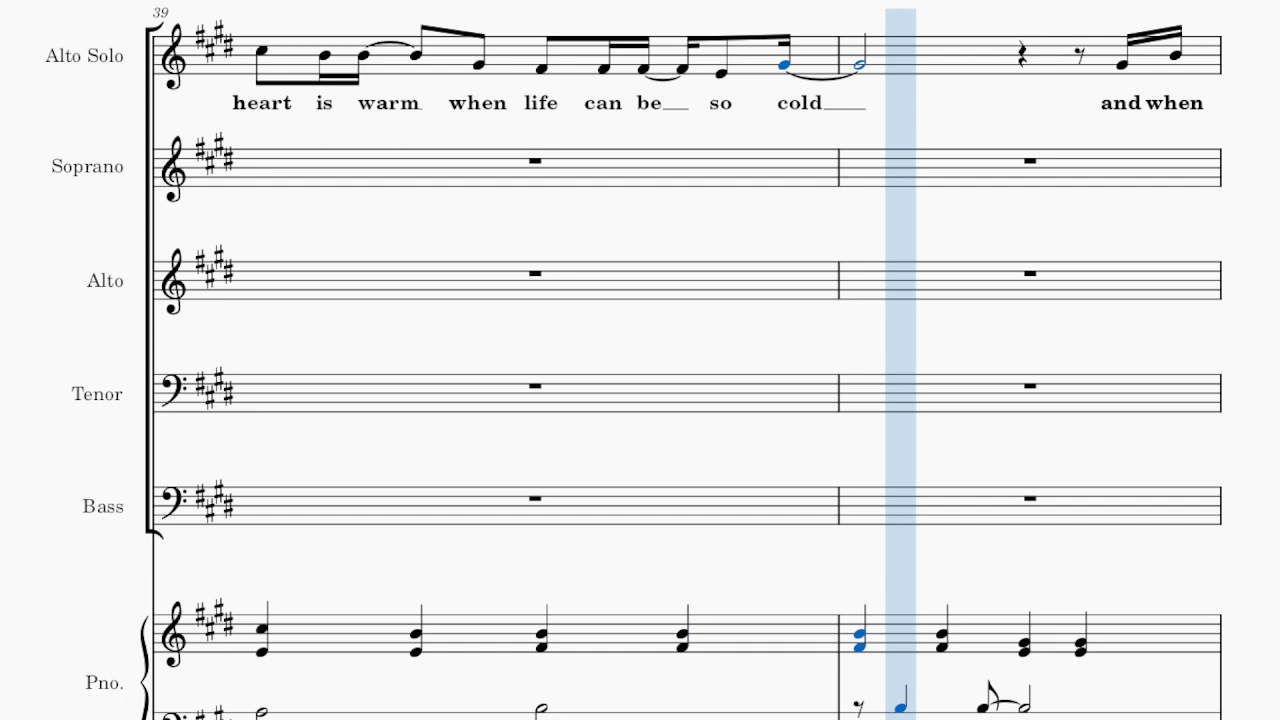 39
Alto Solo
heart is warm when life can be so cold and when
Soprano
Alto
Tenor
Bass
Pno.